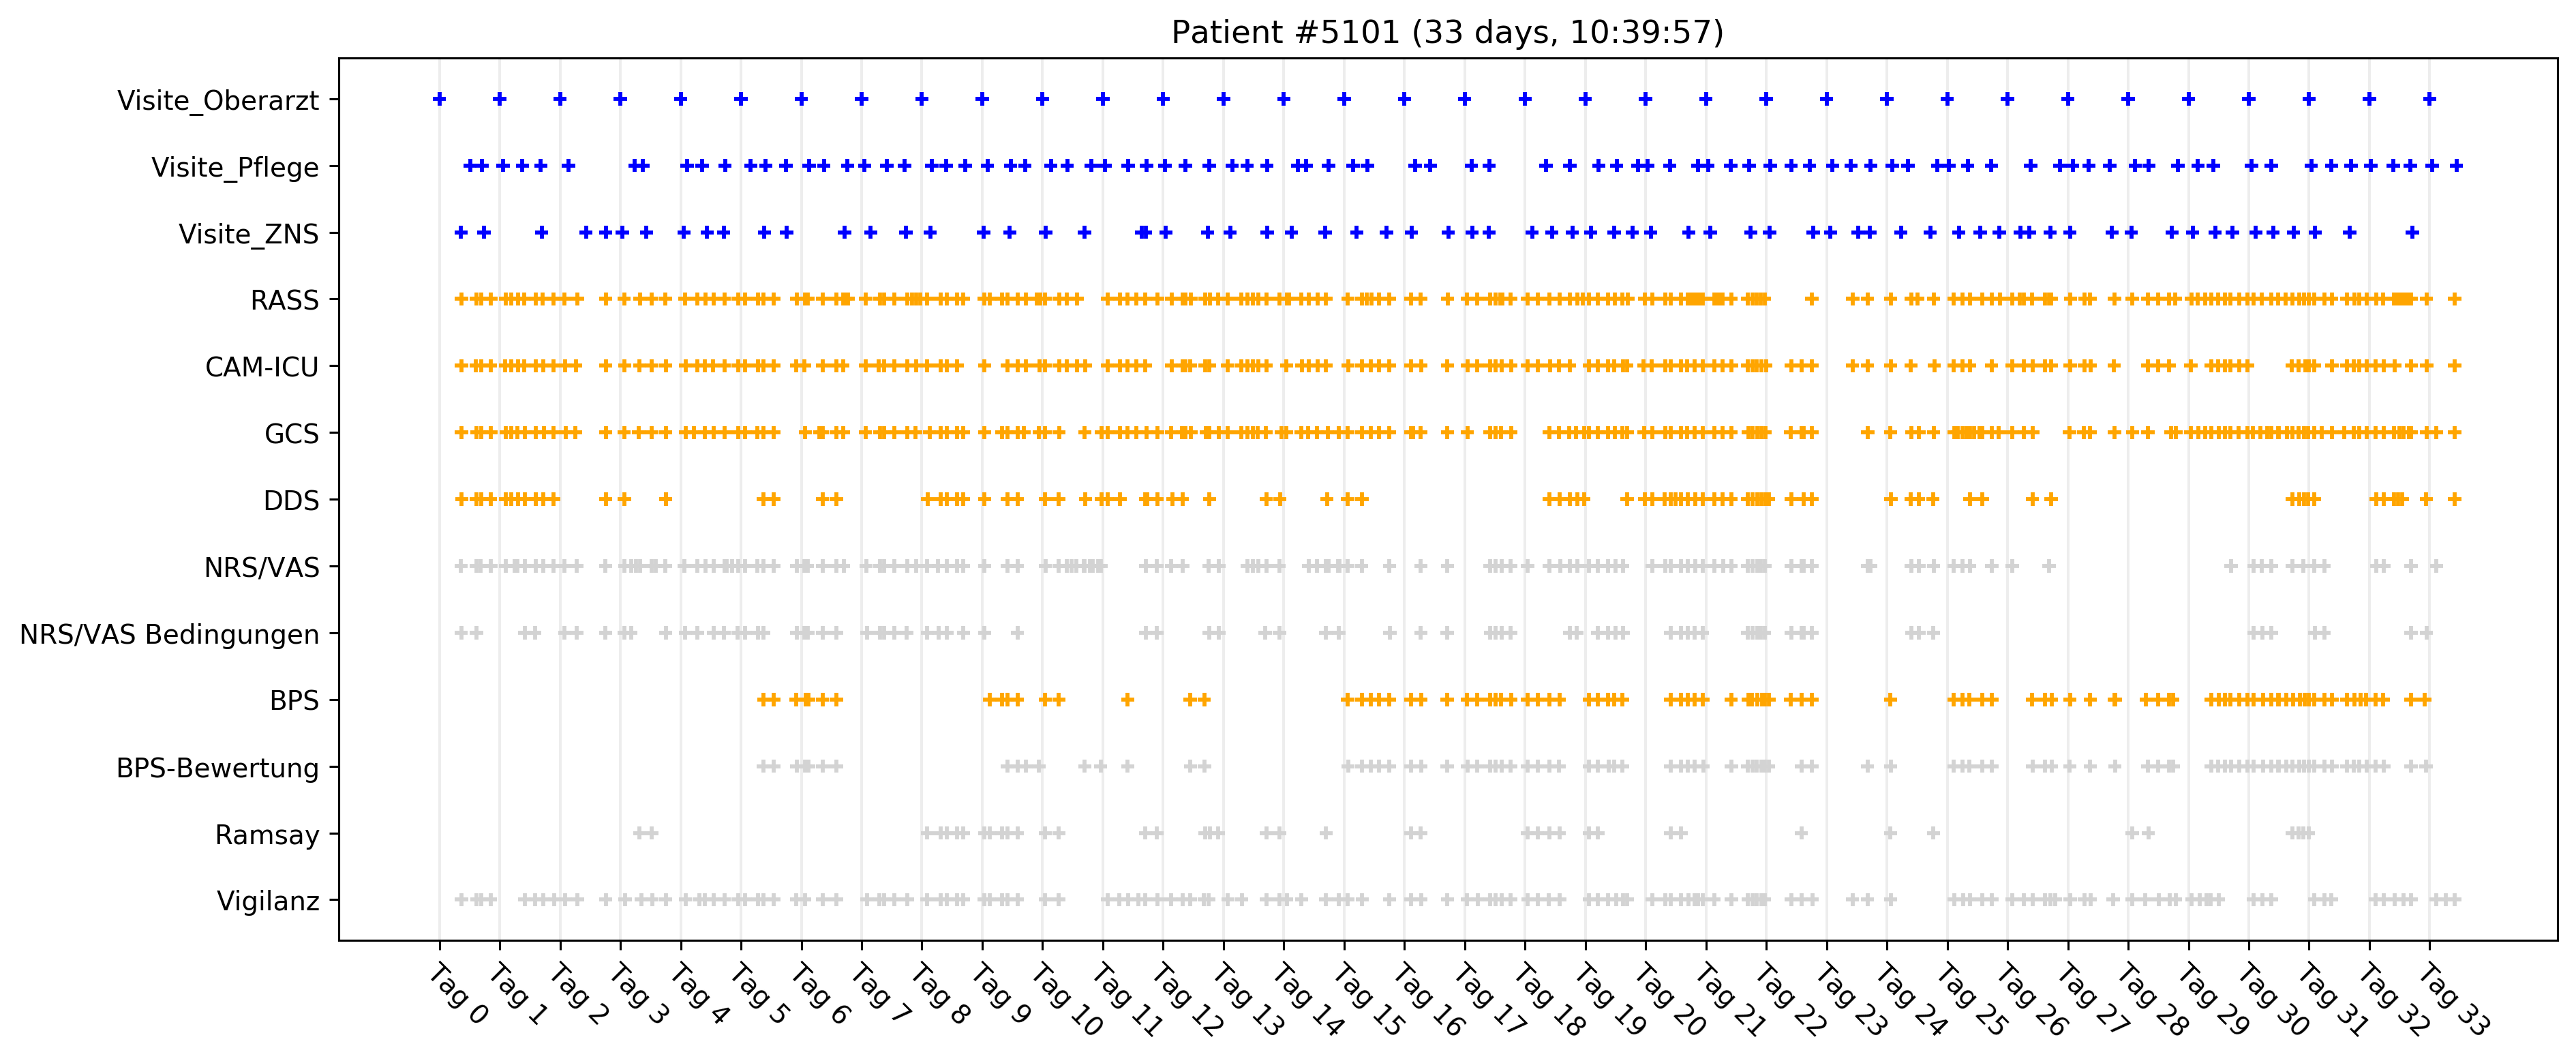 Patient #5101 (33 days, 10:39:57)
Visite_Oberarzt
Visite_Pflege
Visite_ZNS
RASS
CAM-ICU
GCS
DDS
NRS/VAS
NRS/VAS Bedingungen
BPS
BPS-Bewertung
Ramsay
Vigilanz
Tag 0
Tag 1
Tag 2
Tag 3
Tag 4
Tag 5
Tag 6
Tag 7
Tag 8
Tag 9
Tag 10
Tag 11
Tag 12
Tag 13
Tag 14
Tag 15
Tag 16
Tag 17
Tag 18
Tag 19
Tag 20
Tag 21
Tag 22
Tag 23
Tag 24
Tag 25
Tag 26
Tag 27
Tag 28
Tag 29
Tag 30
Tag 31
Tag 32
Tag 33